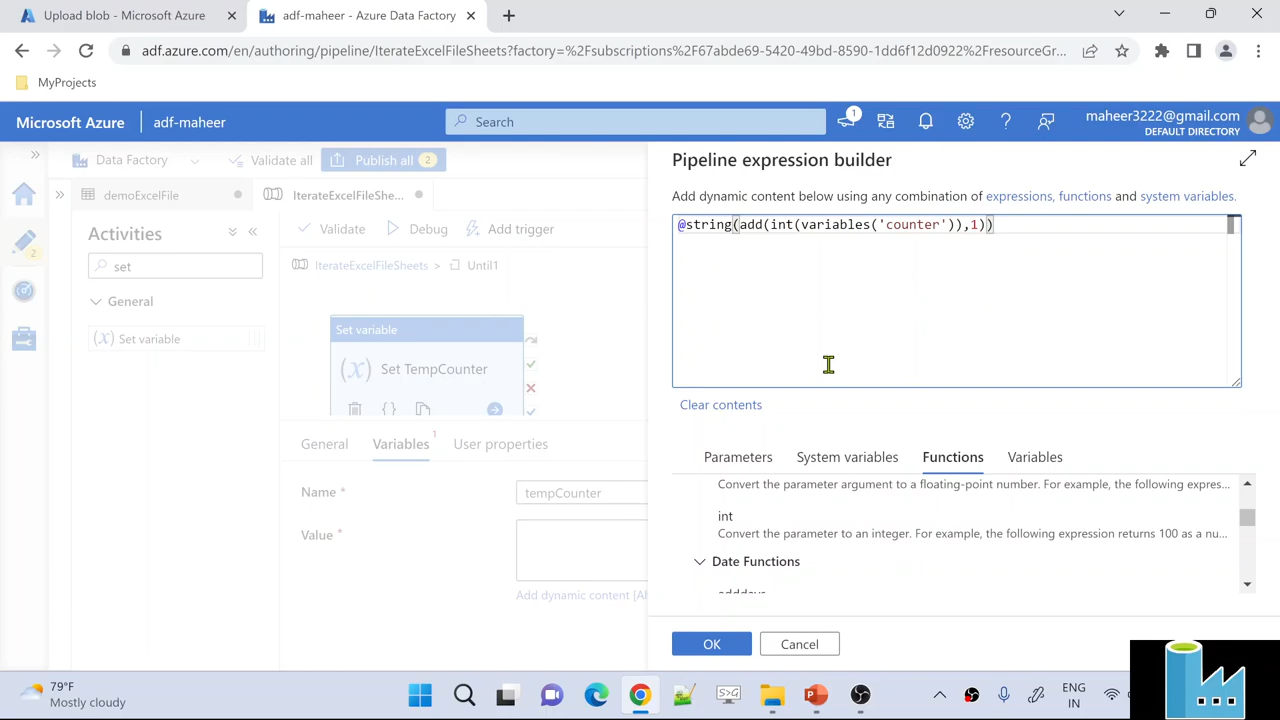 Upload blob - Microsoft Azure
adf-maheer - Azure Data Factory
adf.azure.com/en/authoring/pipeline/IterateExcelFileSheets?factory=%2Fsubscriptions%2F67abde69-5420-49bd-8590-1dd6f12d0922%2FresourceGr...
MyProjects
Microsoft Azure
adf-maheer
Search
1
maheer3222@gmail.com
DEFAULT DIRECTORY
Data Factory
Validate all
Publish all 2
demoExcelFile
IterateExcelFileShe...
Activities
set
General
Set variable
Validate
Debug
Add trigger
IterateExcelFileSheets > Until1
Set variable
Set TempCounter
General
Variables 1
User properties
Name *
tempCounter
Value *
Add dynamic content [Al
2
Pipeline expression builder
Add dynamic content below using any combination of expressions, functions and system variables.
@string(add(int(variables('counter')),1))
Clear contents
Parameters
System variables
Functions
Variables
Convert the parameter argument to a floating-point number. For example, the following expres...
int
Convert the parameter to an integer. For example, the following expression returns 100 as a nu...
Date Functions
adddays
OK
Cancel
79°F
Mostly cloudy
ENG
IN